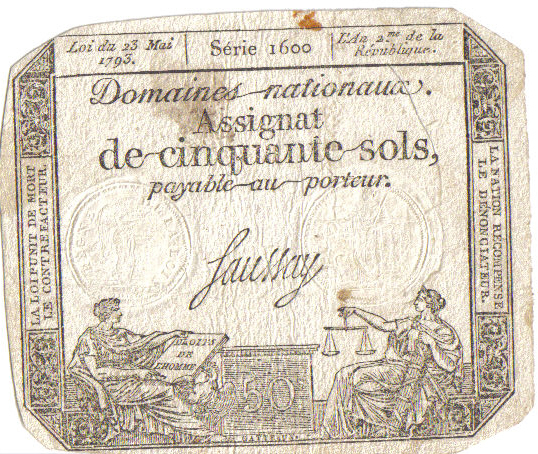 Loi du 23 Mai
1793.
Série 1600
L'An 2.me de la
République.
Domaines nationaux.
Assignat
de cinquante sols,
payable au porteur.
LA LOI PUNIT DE MORT
LE CONTREFACTEUR.
LA NATION RÉCOMPENSE
LE DÉNONCIATEUR.
Saussay
DROITS
DE
L'HOMME
50